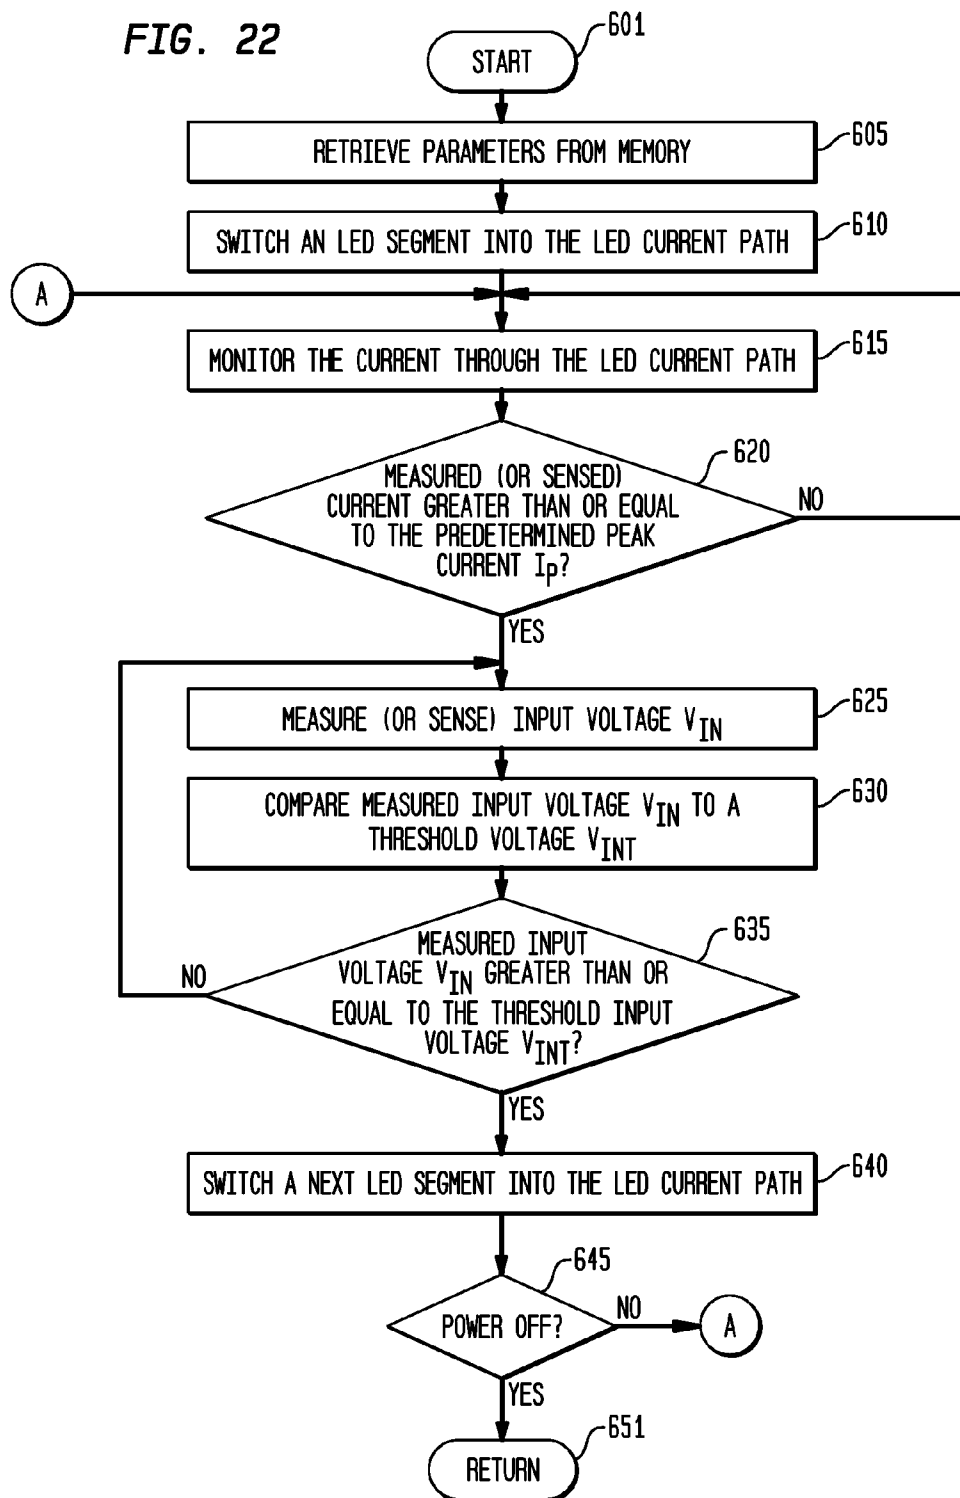 FIG. 22
601
START
605
RETRIEVE PARAMETERS FROM MEMORY
610
SWITCH AN LED SEGMENT INTO THE LED CURRENT PATH
A
615
MONITOR THE CURRENT THROUGH THE LED CURRENT PATH
620
MEASURED (OR SENSED)
CURRENT GREATER THAN OR EQUAL
TO THE PREDETERMINED PEAK
CURRENT Ip?
NO
YES
625
MEASURE (OR SENSE) INPUT VOLTAGE VIN
630
COMPARE MEASURED INPUT VOLTAGE VIN TO A
THRESHOLD VOLTAGE VINT
635
MEASURED INPUT
VOLTAGE VIN GREATER THAN OR
EQUAL TO THE THRESHOLD INPUT
VOLTAGE VINT?
NO
YES
640
SWITCH A NEXT LED SEGMENT INTO THE LED CURRENT PATH
645
POWER OFF?
NO
A
YES
651
RETURN